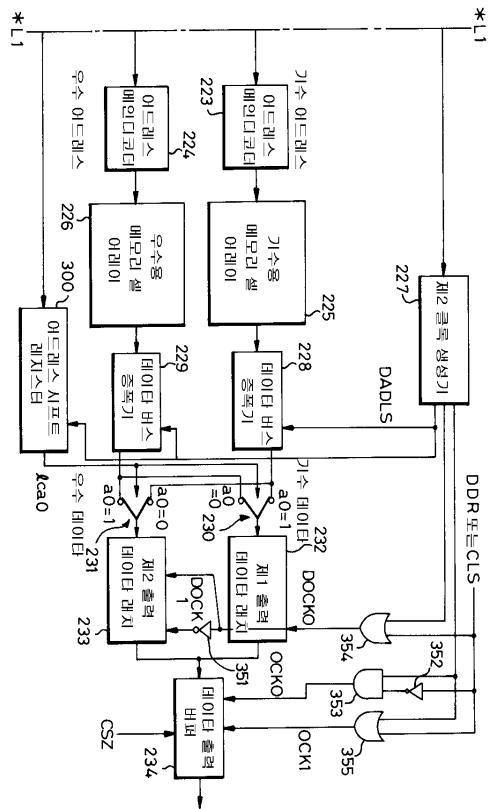 *L1
*L1
DDR 또는 CLS
352
354
353
355
227
제2 클록 생성기
DADLS
DOCK0
OCK0
OCK1
기수 어드레스
223
어드레스
메인디코더
기수용
메모리 셀
어레이
225
228
데이타 버스
증폭기
기수 데이타
a0=1
a0
=0
230
232
제1 출력
데이타 래치
DOCK
1
351
우수 어드레스
어드레스
메인디코더
224
우수용
메모리 셀
어레이
226
데이타 버스
증폭기
229
a0=0
a0=1
우수 데이타
231
제2 출력
데이타 래치
233
데이타 출력
버퍼
234
CSZ
300
어드레스 시프트
레지스터
ℓca0